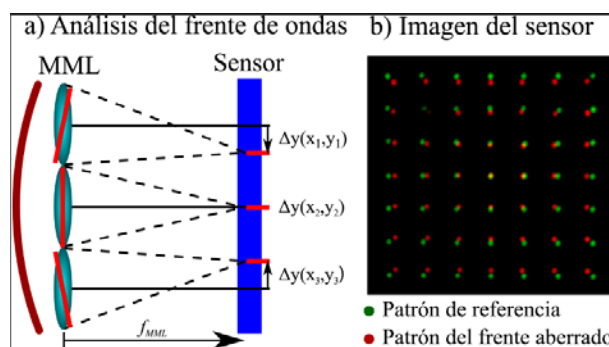 a) Análisis del frente de ondas
MML
Sensor
Δy(x₁,y₁)
Δy(x₂,y₂)
Δy(x₃,y₃)
f_MML
b) Imagen del sensor
Patrón de referencia
Patrón del frente aberrado